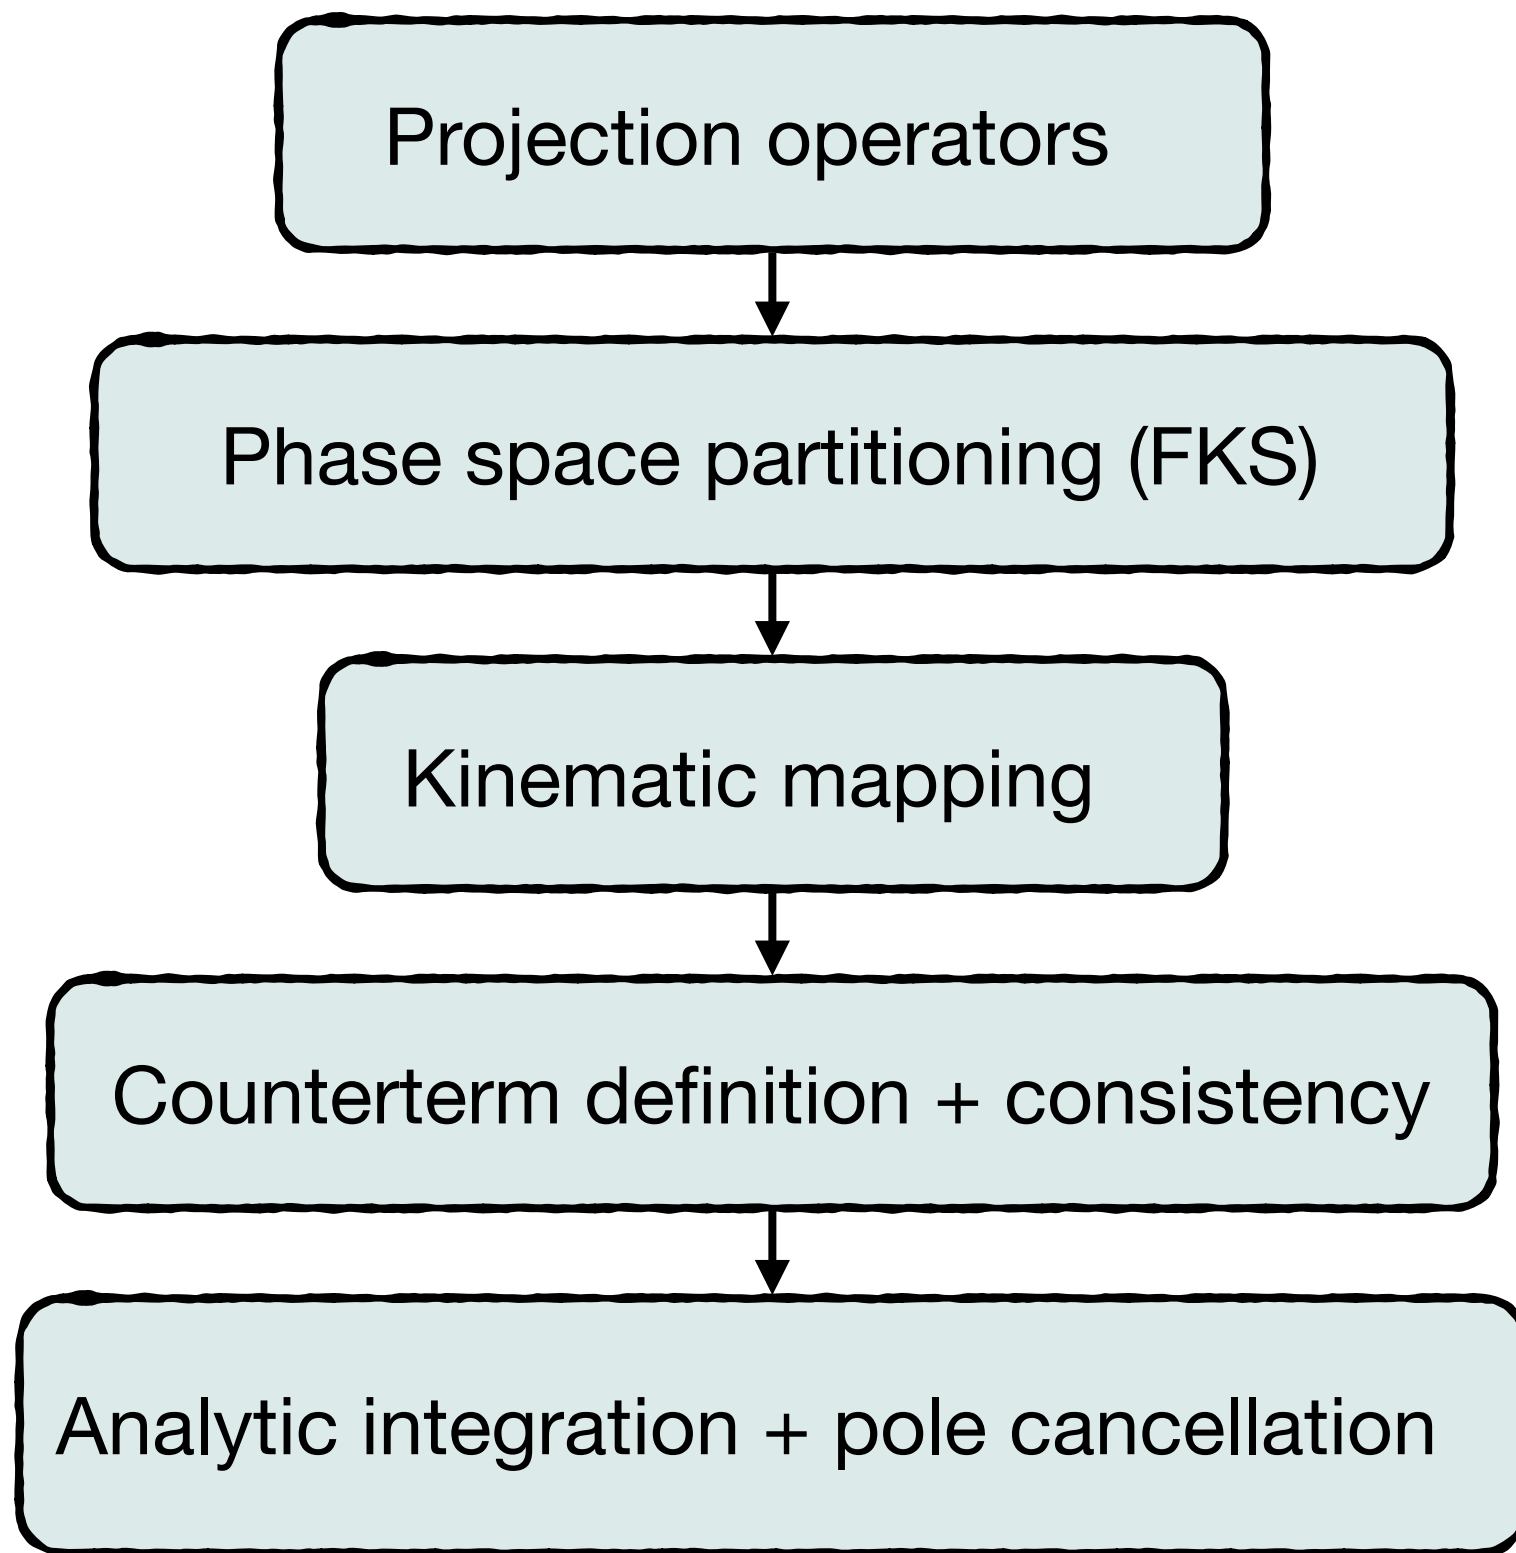 Projection operators
Phase space partitioning (FKS)
Kinematic mapping
Counterterm definition + consistency
Analytic integration + pole cancellation